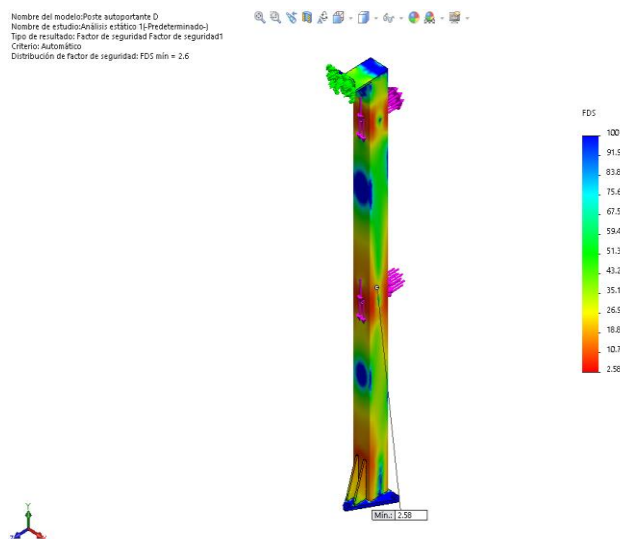 Nombre del modelo:Poste autoportante D
Nombre de estudio:Análisis estático 1(-Predeterminado-)
Tipo de resultado: Factor de seguridad Factor de seguridad1
Criterio: Automático
Distribución de factor de seguridad: FDS mín = 2.6
FDS
100
91.9
83.8
75.6
67.5
59.4
51.3
43.2
35.1
26.9
18.8
10.7
2.58
Mín.: 2.58
Y
Z
X